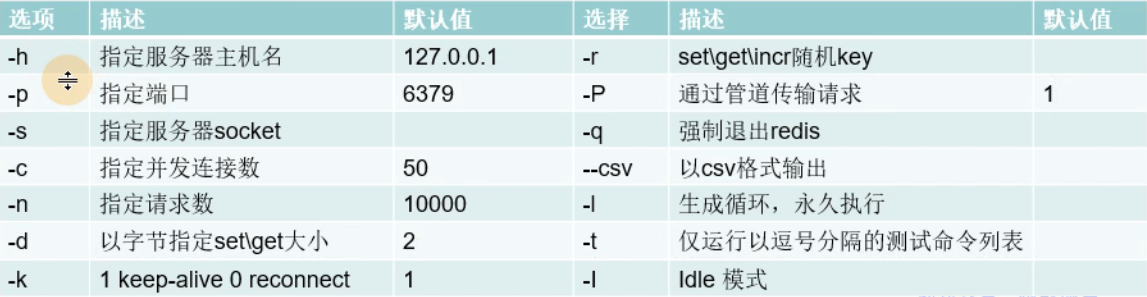 选项 描述 默认值 选择 描述 默认值
-h 指定服务器主机名 127.0.0.1 -r set\get\incr随机key
-p 指定端口 6379 -P 通过管道传输请求 1
-s 指定服务器socket -q 强制退出redis
-c 指定并发连接数 50 --csv 以csv格式输出
-n 指定请求数 10000 -l 生成循环，永久执行
-d 以字节指定set\get大小 2 -t 仅运行以逗号分隔的测试命令列表
-k 1 keep-alive 0 reconnect 1 -I Idle 模式